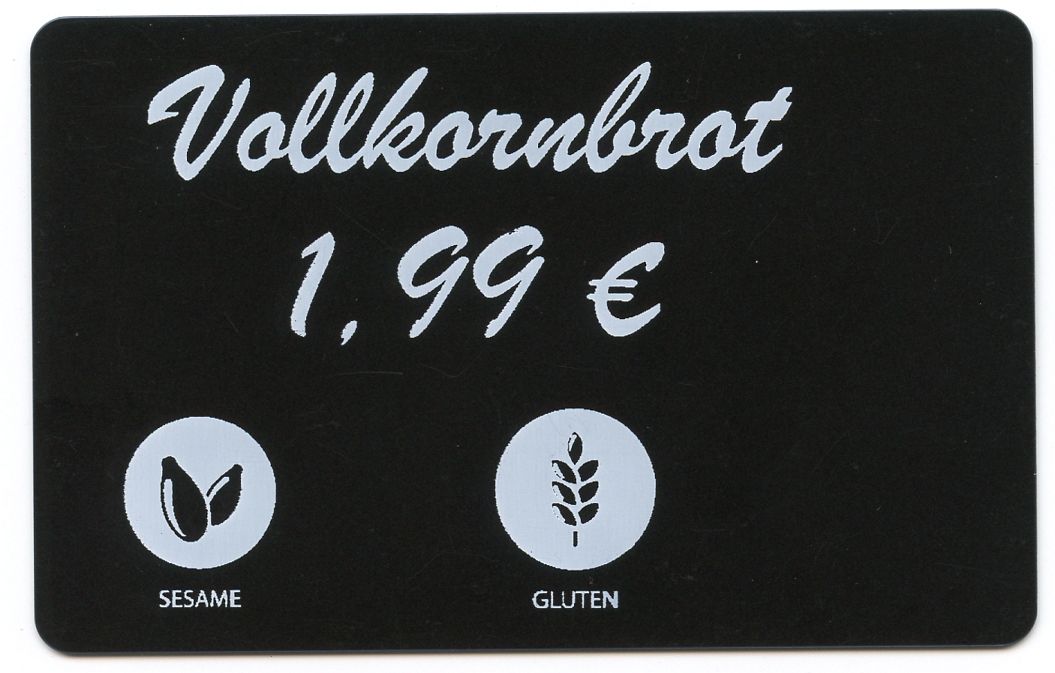 Vollkornbrot
1,99 €
SESAME GLUTEN